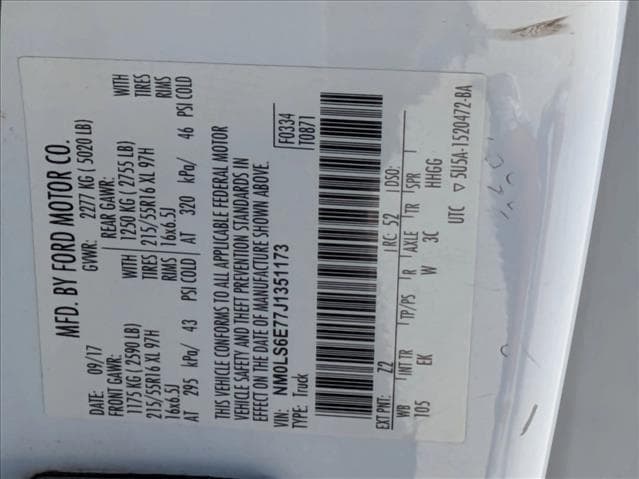 MFD. BY FORD MOTOR CO.
DATE: 09/17 GVWR: 2277 KG ( 5020 LB)
FRONT GAWR: REAR GAWR:
1175 KG ( 2590 LB) WITH 1250 KG ( 2755 LB) WITH
215/55R16 XL 97H TIRES 215/55R16 XL 97H TIRES
16x6.5J RIMS 16x6.5J RIMS
AT 295 kPa/ 43 PSI COLD AT 320 kPa/ 46 PSI COLD
THIS VEHICLE CONFORMS TO ALL APPLICABLE FEDERAL MOTOR
VEHICLE SAFETY AND THEFT PREVENTION STANDARDS IN
EFFECT ON THE DATE OF MANUFACTURE SHOWN ABOVE.
VIN: NM0LS6E77J1351173 F0334
TYPE: Truck T0871
EXT PNT: Z2 RC: 52 DSO:
WB INT TR TP/PS R AXLE TR SPR
105 EK W 3C HHGG
UTC ▽ 5U5A-1520472-BA